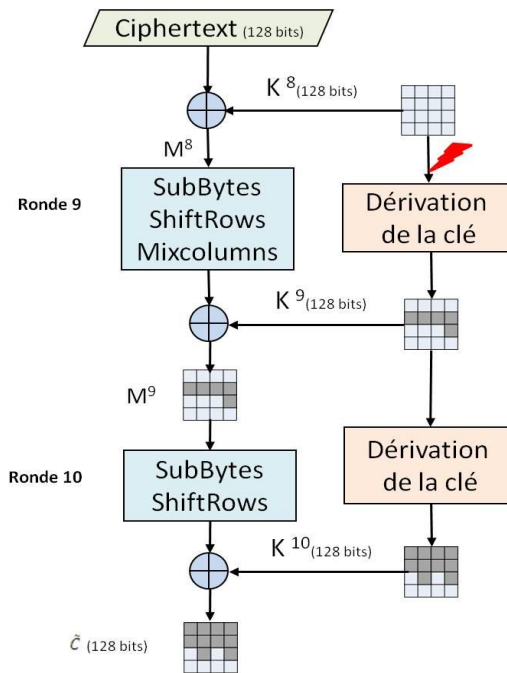 Ciphertext (128 bits)
K 8(128 bits)
M8
Ronde 9
SubBytes
ShiftRows
Mixcolumns
Dérivation
de la clé
K 9(128 bits)
M9
Ronde 10
SubBytes
ShiftRows
Dérivation
de la clé
K 10(128 bits)
c̃ (128 bits)